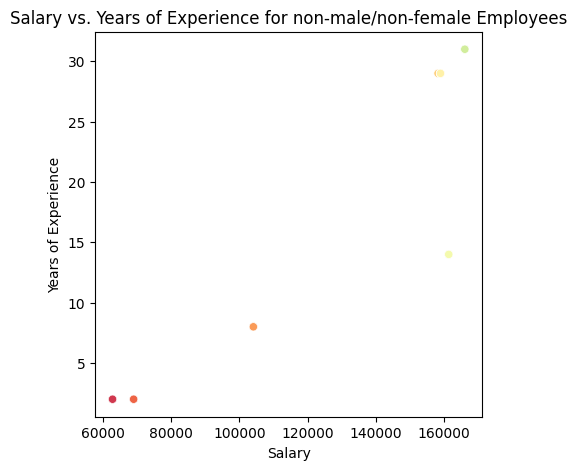 Salary vs. Years of Experience for non-male/non-female Employees
30
25
20
15
10
5
Years of Experience
60000 80000 100000 120000 140000 160000
Salary